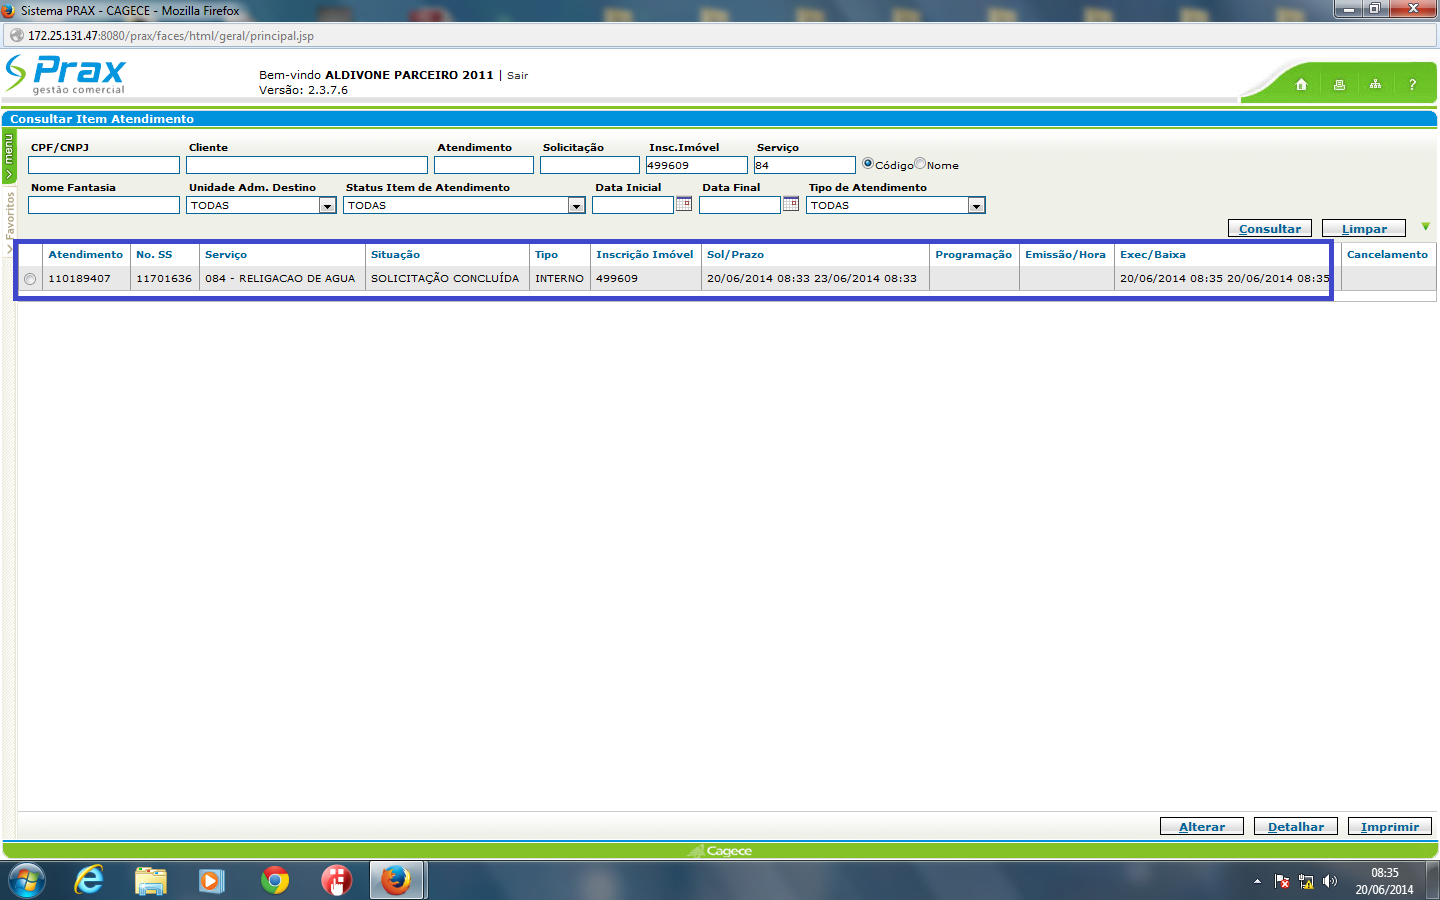 Sistema PRAX - CAGECE - Mozilla Firefox
172.25.131.47:8080/prax/faces/html/geral/principal.jsp
Prax
gestão comercial
Bem-vindo ALDIVONE PARCEIRO 2011 | Sair
Versão: 2.3.7.6
?
Consultar Item Atendimento
menu
Favoritos
CPF/CNPJ Cliente Atendimento Solicitação Insc.Imóvel Serviço
499609 84 Código Nome
Nome Fantasia Unidade Adm. Destino Status Item de Atendimento Data Inicial Data Final Tipo de Atendimento
TODAS TODAS TODAS
Consultar Limpar
Atendimento No. SS Serviço Situação Tipo Inscrição Imóvel Sol/Prazo Programação Emissão/Hora Exec/Baixa Cancelamento
110189407 11701636 084 - RELIGACAO DE AGUA SOLICITAÇÃO CONCLUÍDA INTERNO 499609 20/06/2014 08:33 23/06/2014 08:33 20/06/2014 08:35 20/06/2014 08:35
Alterar Detalhar Imprimir
Cagece
08:35
20/06/2014